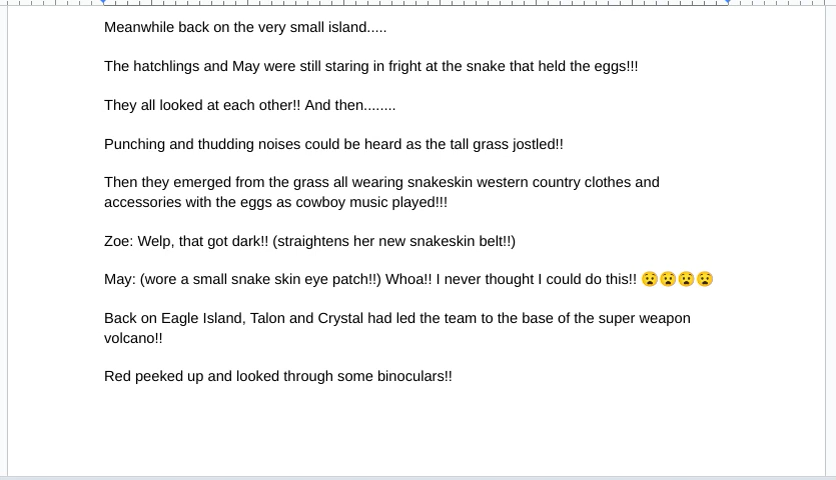 Meanwhile back on the very small island.....
The hatchlings and May were still staring in fright at the snake that held the eggs!!!
They all looked at each other!! And then........
Punching and thudding noises could be heard as the tall grass jostled!!
Then they emerged from the grass all wearing snakeskin western country clothes and
accessories with the eggs as cowboy music played!!!
Zoe: Welp, that got dark!! (straightens her new snakeskin belt!!)
May: (wore a small snake skin eye patch!!) Whoa!! I never thought I could do this!! 😧😧😧😧
Back on Eagle Island, Talon and Crystal had led the team to the base of the super weapon
volcano!!
Red peeked up and looked through some binoculars!!